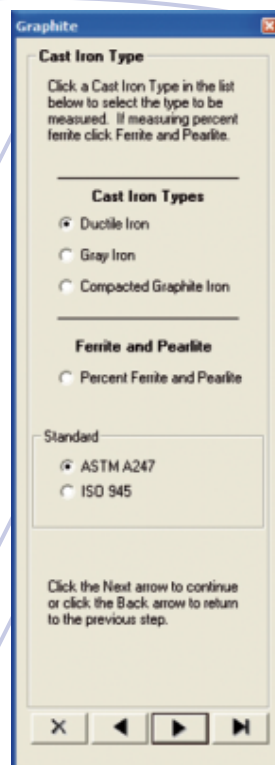 Graphite
Cast Iron Type
Click a Cast Iron Type in the list
below to select the type to be
measured. If measuring percent
ferrite click Ferrite and Pearlite.
Cast Iron Types
Ductile Iron
Gray Iron
Compacted Graphite Iron
Ferrite and Pearlite
Percent Ferrite and Pearlite
Standard
ASTM A247
ISO 945
Click the Next arrow to continue
or click the Back arrow to return
to the previous step.